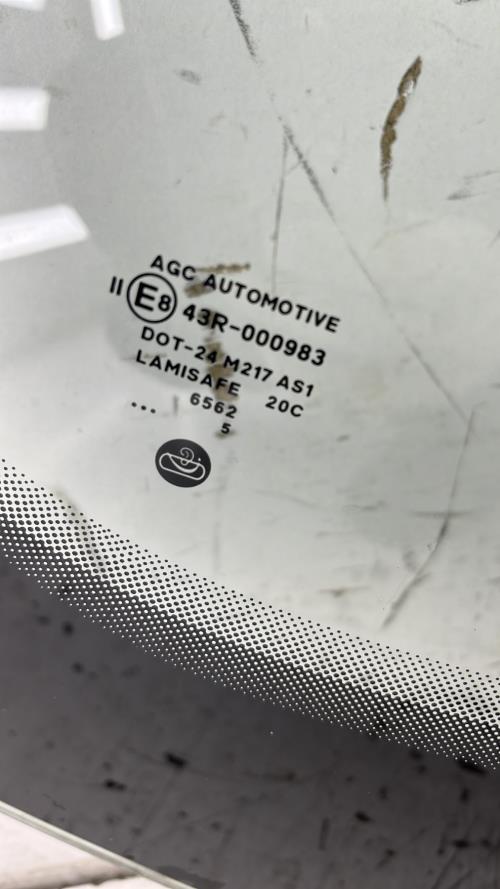 AGC AUTOMOTIVE
II E8 43R-000983
DOT-24 M217 AS1
LAMISAFE 20C
... 6562
5